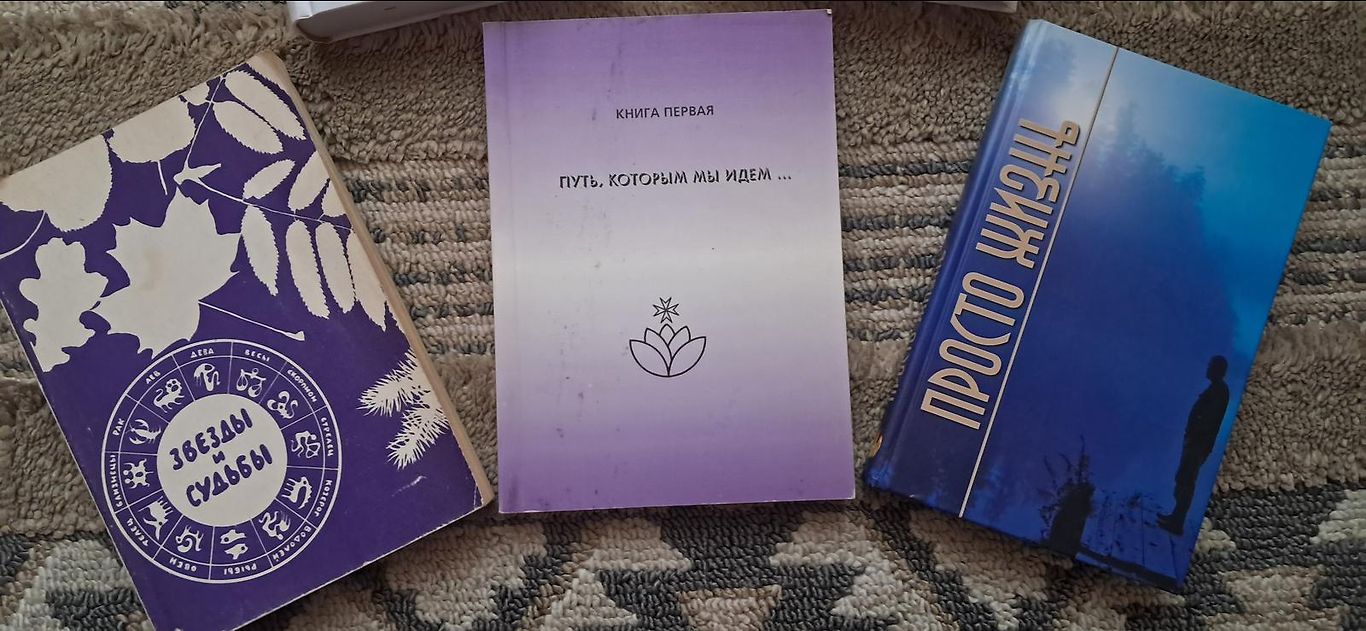 ЗВЕЗДЫ
И
СУДЬБЫ
ДЕВА
ВЕСЫ
СКОРПИОН
СТРЕЛЕЦ
КОЗЕРОГ
ВОДОЛЕЙ
РЫБЫ
ОВЕН
ТЕЛЕЦ
БЛИЗНЕЦЫ
РАК
ЛЕВ
КНИГА ПЕРВАЯ
ПУТЬ, КОТОРЫМ МЫ ИДЕМ ...
ПРОСТО ЖИЗНЬ